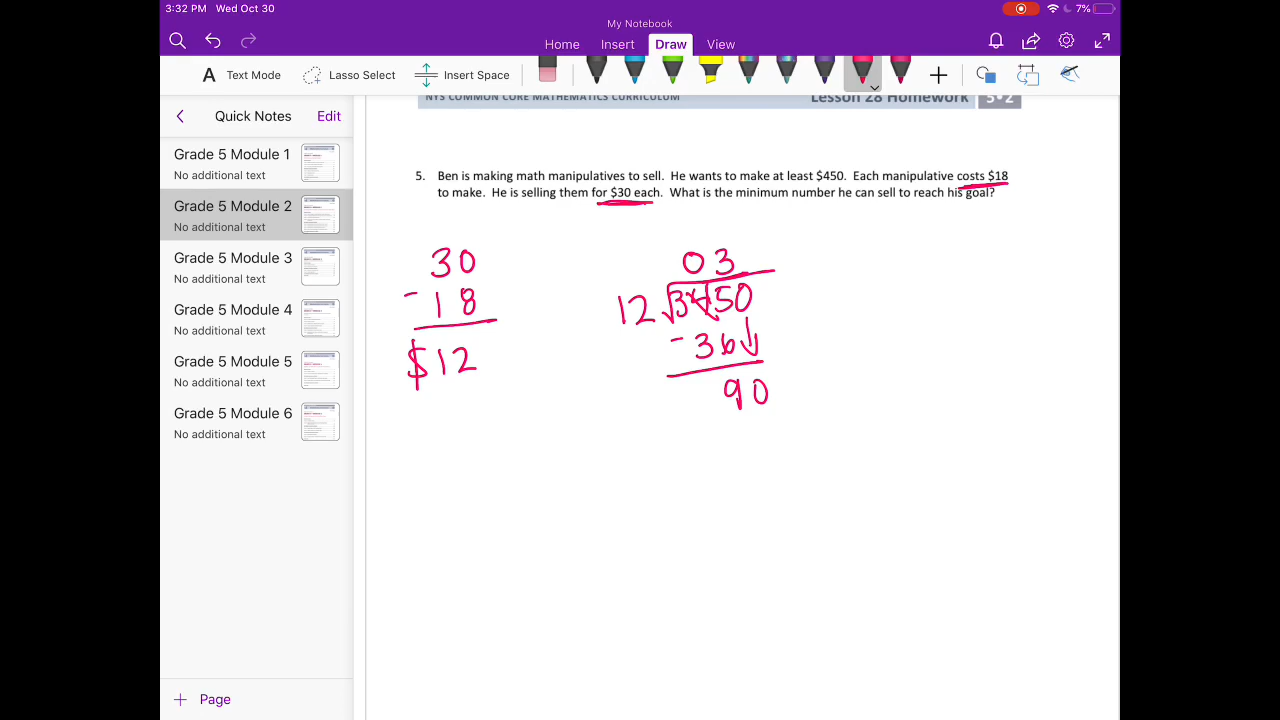 3:32 PM Wed Oct 30
7%
My Notebook
Home Insert Draw View
Text Mode Lasso Select Insert Space
NYS COMMON CORE MATHEMATICS CURRICULUM Lesson 28 Homework 5•2
Quick Notes Edit
Grade 5 Module 1
No additional text
Grade 5 Module 2
No additional text
Grade 5 Module 3
No additional text
Grade 5 Module 4
No additional text
Grade 5 Module 5
No additional text
Grade 5 Module 6
No additional text
Page
5. Ben is making math manipulatives to sell. He wants to make at least $450. Each manipulative costs $18
to make. He is selling them for $30 each. What is the minimum number he can sell to reach his goal?
30
- 18
$12
03
12 450
- 36
90